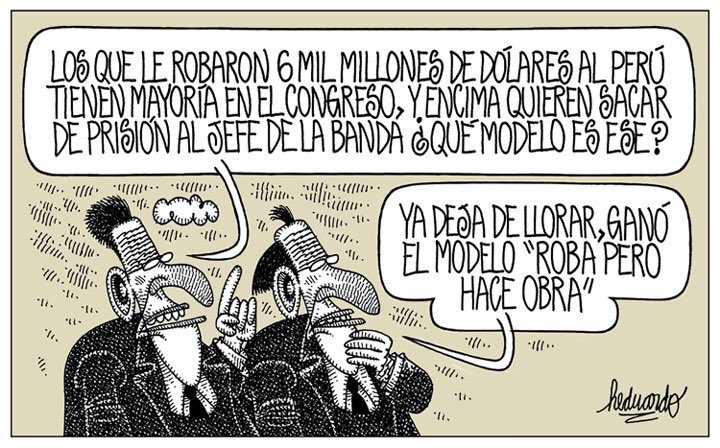 LOS QUE LE ROBARON 6 MIL MILLONES DE DÓLARES AL PERÚ
TIENEN MAYORÍA EN EL CONGRESO, Y ENCIMA QUIEREN SACAR
DE PRISIÓN AL JEFE DE LA BANDA ¿QUÉ MODELO ES ESE?
YA DEJA DE LLORAR, GANÓ
EL MODELO "ROBA PERO
HACE OBRA"
heduardo